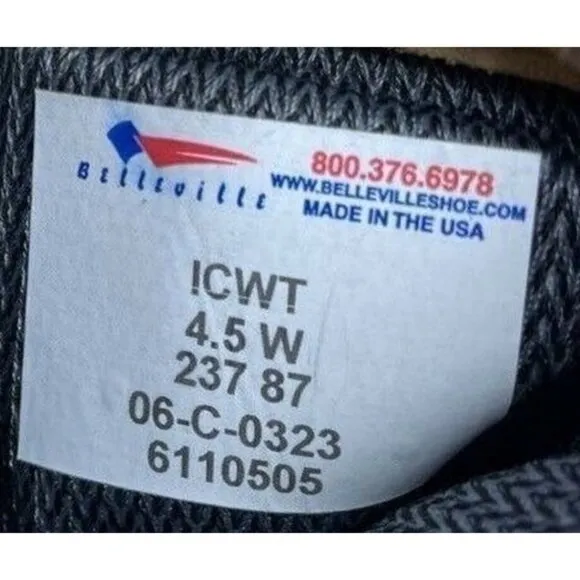 Belleville
800.376.6978
WWW.BELLEVILLESHOE.COM
MADE IN THE USA
!CWT
4.5 W
237 87
06-C-0323
6110505